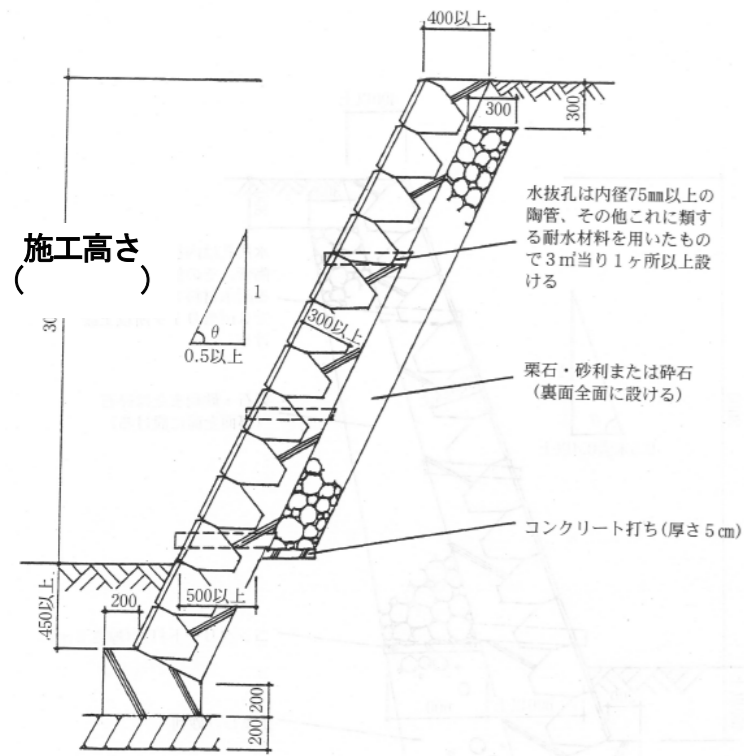 400以上
300
300
水抜孔は内径75㎜以上の
陶管、その他これに類す
る耐水材料を用いたもの
で3㎡当り1ヶ所以上設
ける
施工高さ
(　　　)
1
θ
0.5以上
300以上
栗石・砂利または砕石
(裏面全面に設ける)
コンクリート打ち(厚さ5㎝)
500以上
450以上
200
200
200